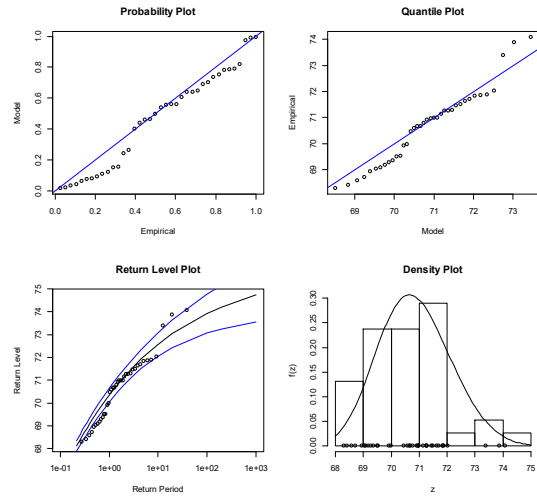 Probability Plot
Model
0.0 0.2 0.4 0.6 0.8 1.0
0.0 0.2 0.4 0.6 0.8 1.0
Empirical
Quantile Plot
Empirical
69 70 71 72 73 74
69 70 71 72 73
Model
Return Level Plot
Return Level
68 69 70 71 72 73 74 75
1e-01 1e+00 1e+01 1e+02 1e+03
Return Period
Density Plot
f(z)
0.00 0.05 0.10 0.15 0.20 0.25 0.30
68 69 70 71 72 73 74 75
z